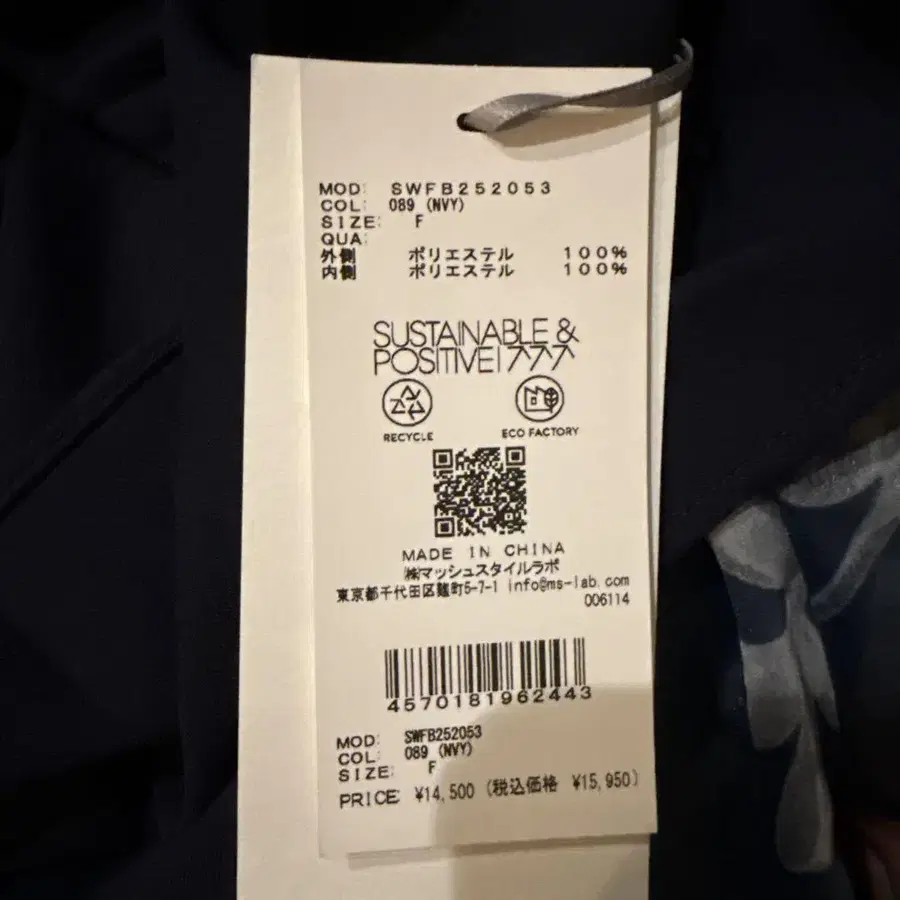 MOD: SWFB252053
COL: 089 (NVY)
SIZE: F
QUA:
外側 ポリエステル 100%
内側 ポリエステル 100%
SUSTAINABLE &
POSITIVE!
RECYCLE ECO FACTORY
MADE IN CHINA
㈱マッシュスタイルラボ
東京都千代田区麹町5-7-1 info@ms-lab.com
006114
4570181962443
MOD: SWFB252053
COL: 089 (NVY)
SIZE: F
PRICE: ¥14,500 (税込価格 ¥15,950)